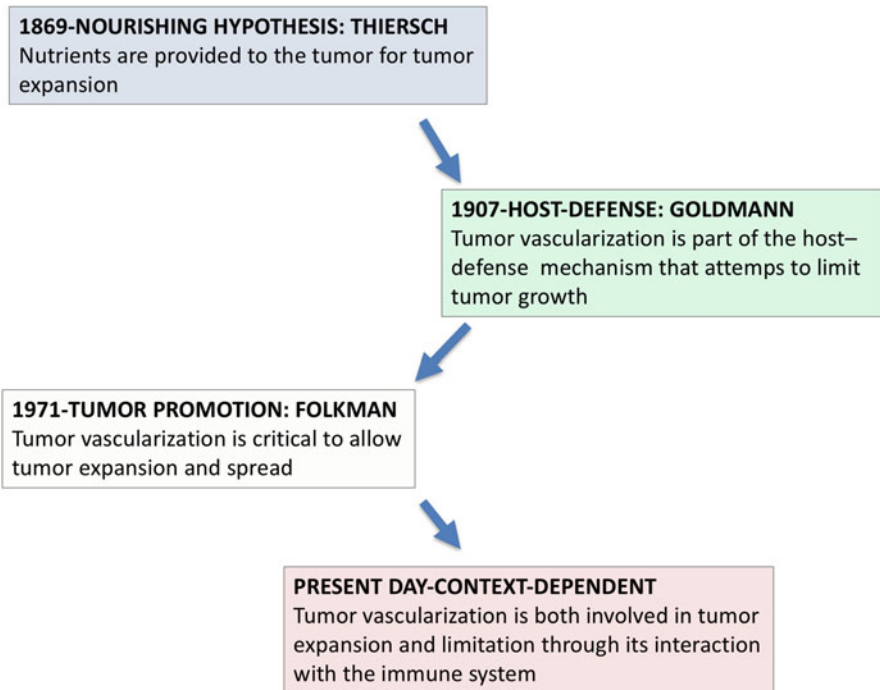 1869-NOURISHING HYPOTHESIS: THIERSCH
Nutrients are provided to the tumor for tumor
expansion
1907-HOST-DEFENSE: GOLDMANN
Tumor vascularization is part of the host–
defense mechanism that attemps to limit
tumor growth
1971-TUMOR PROMOTION: FOLKMAN
Tumor vascularization is critical to allow
tumor expansion and spread
PRESENT DAY-CONTEXT-DEPENDENT
Tumor vascularization is both involved in tumor
expansion and limitation through its interaction
with the immune system